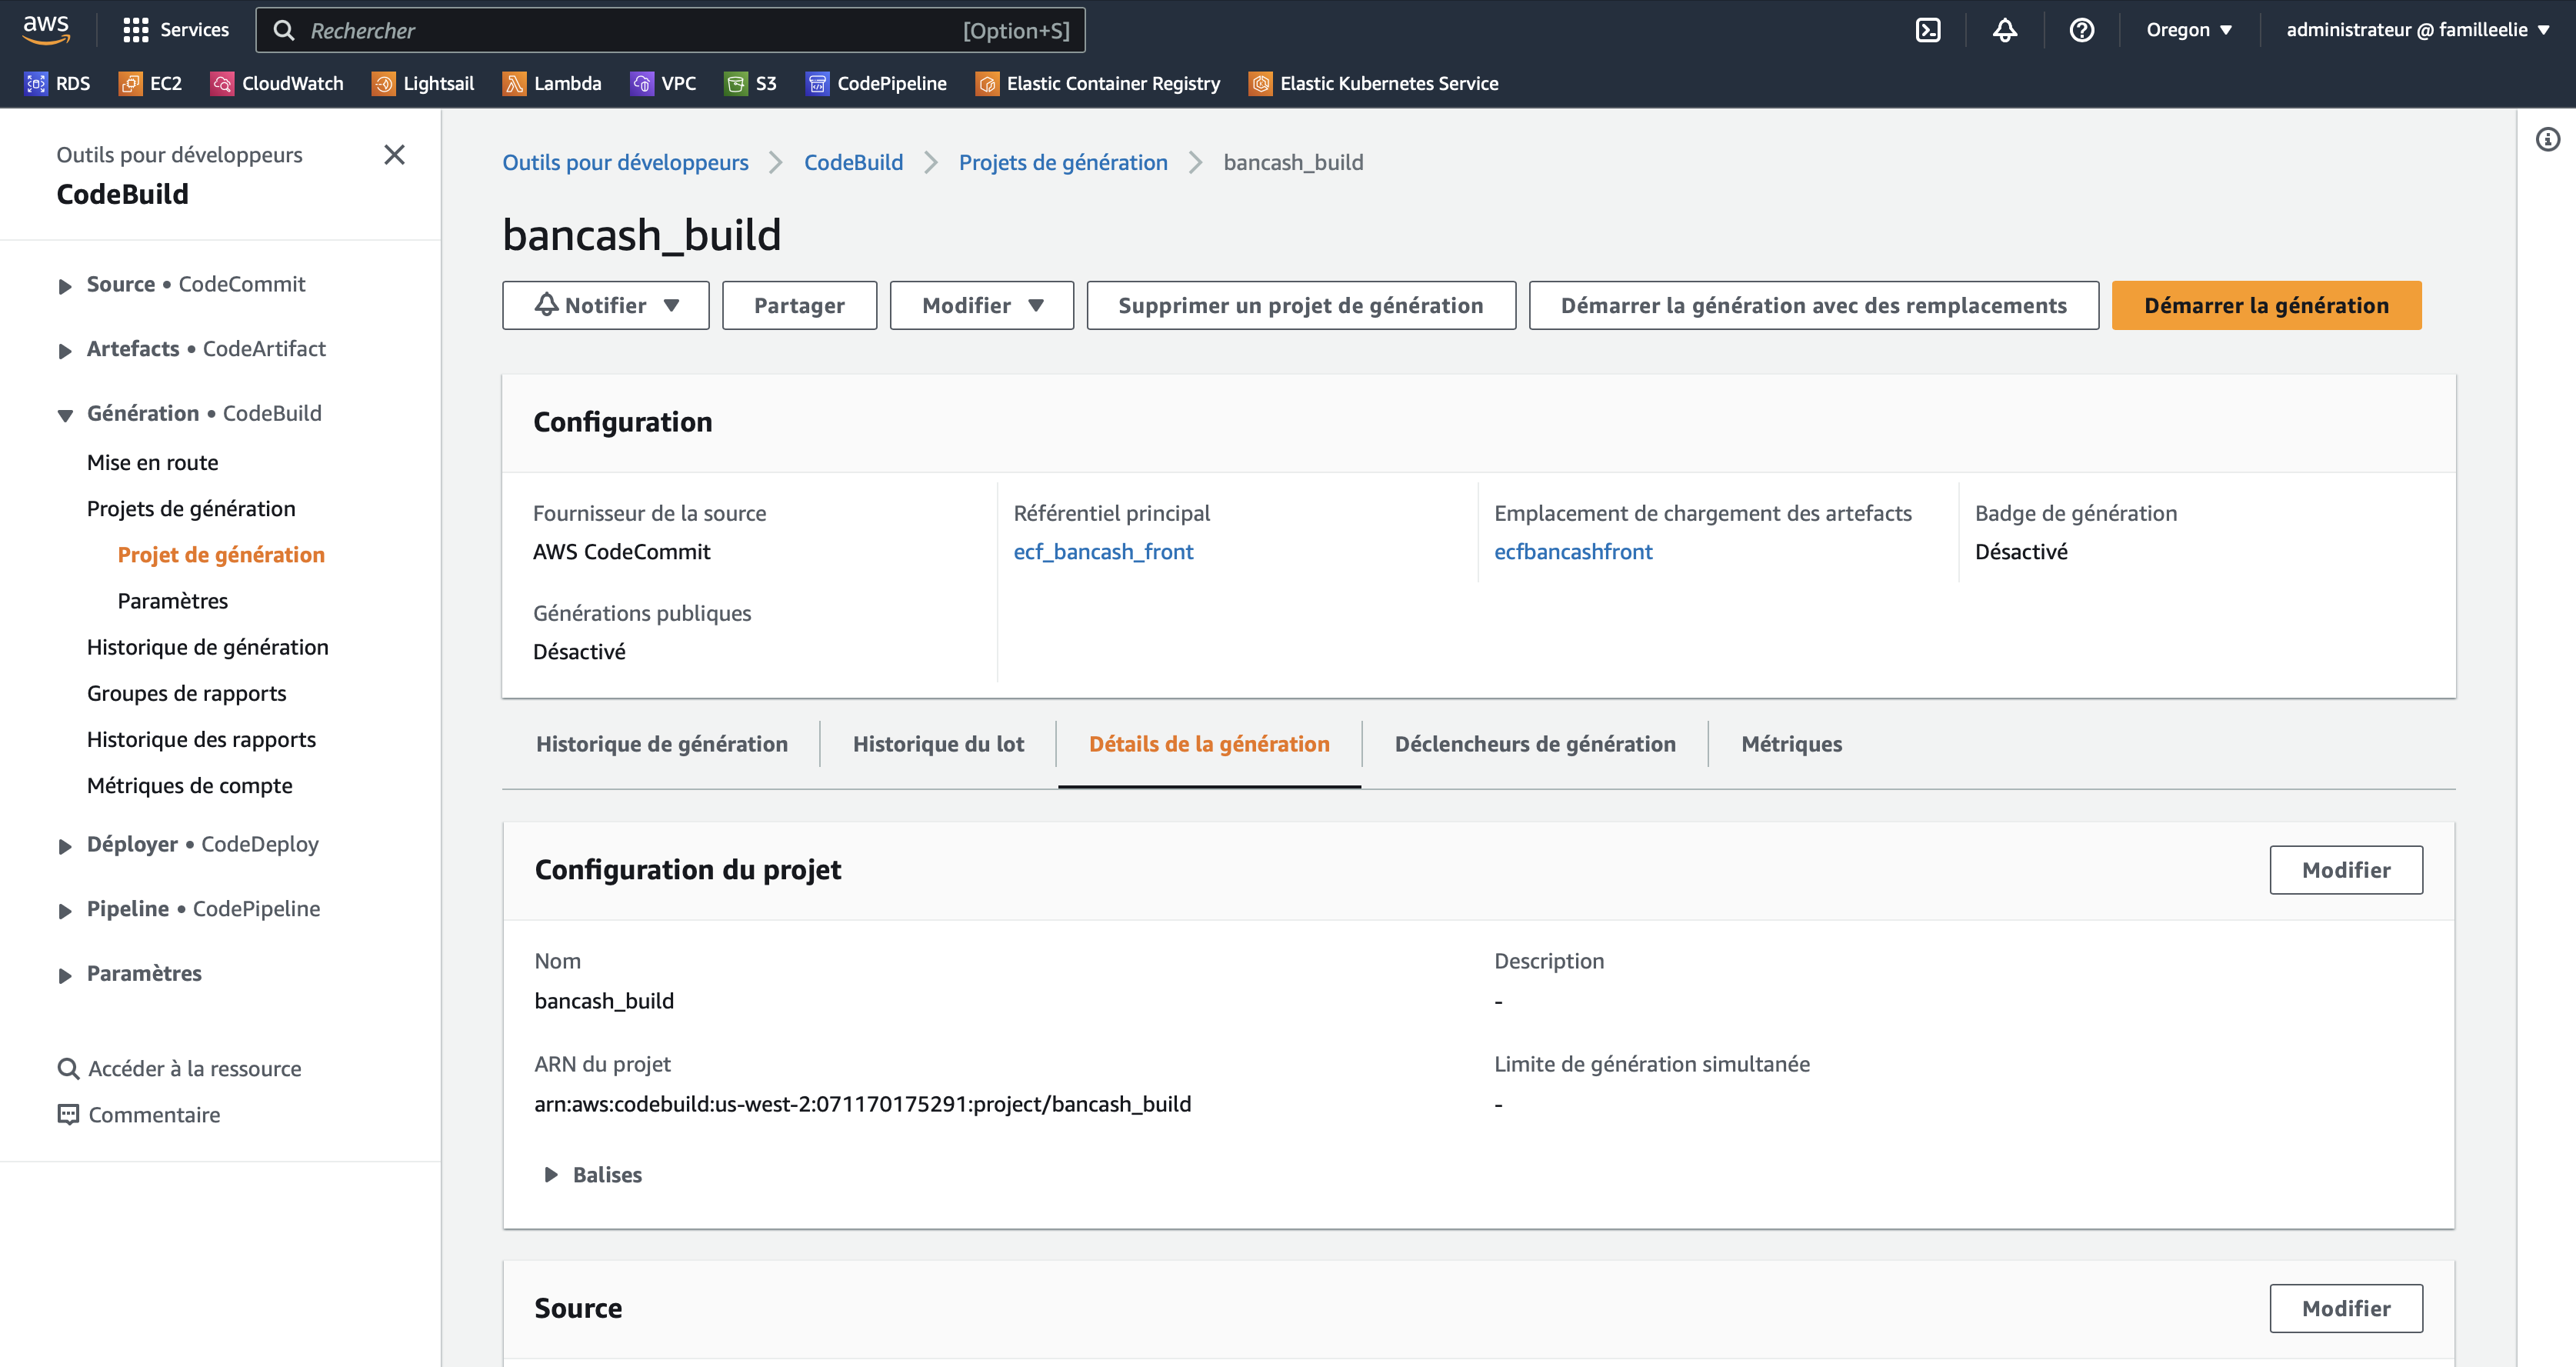 aws
Services
Rechercher [Option+S]
Oregon
administrateur @ familleelie
RDS
EC2
CloudWatch
Lightsail
Lambda
VPC
S3
CodePipeline
Elastic Container Registry
Elastic Kubernetes Service
Outils pour développeurs
CodeBuild
Source • CodeCommit
Artefacts • CodeArtifact
Génération • CodeBuild
Mise en route
Projets de génération
Projet de génération
Paramètres
Historique de génération
Groupes de rapports
Historique des rapports
Métriques de compte
Déployer • CodeDeploy
Pipeline • CodePipeline
Paramètres
Accéder à la ressource
Commentaire
Outils pour développeurs
CodeBuild
Projets de génération
bancash_build
bancash_build
Notifier
Partager
Modifier
Supprimer un projet de génération
Démarrer la génération avec des remplacements
Démarrer la génération
Configuration
Fournisseur de la source
AWS CodeCommit
Référentiel principal
ecf_bancash_front
Emplacement de chargement des artefacts
ecfbancashfront
Badge de génération
Désactivé
Générations publiques
Désactivé
Historique de génération
Historique du lot
Détails de la génération
Déclencheurs de génération
Métriques
Configuration du projet
Modifier
Nom
bancash_build
Description
-
ARN du projet
arn:aws:codebuild:us-west-2:071170175291:project/bancash_build
Limite de génération simultanée
-
Balises
Source
Modifier